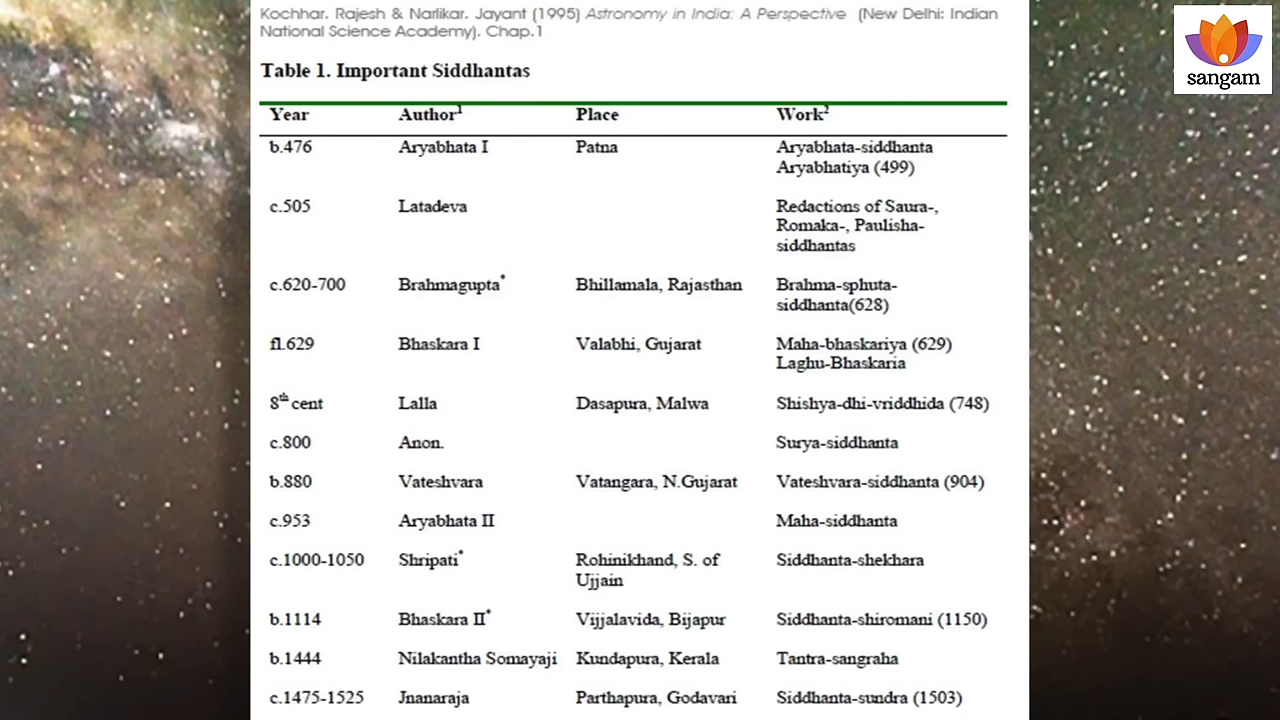 Kochhar, Rajesh & Narlikar, Jayant (1995) Astronomy in India: A Perspective (New Delhi: Indian
National Science Academy), Chap.1
sangam
Table 1. Important Siddhantas
Year Author¹ Place Work²
b.476 Aryabhata I Patna Aryabhata-siddhanta
Aryabhatiya (499)
c.505 Latadeva Redactions of Saura-,
Romaka-, Paulisha-
siddhantas
c.620-700 Brahmagupta* Bhillamala, Rajasthan Brahma-sphuta-
siddhanta(628)
fl.629 Bhaskara I Valabhi, Gujarat Maha-bhaskariya (629)
Laghu-Bhaskaria
8th cent Lalla Dasapura, Malwa Shishya-dhi-vriddhida (748)
c.800 Anon. Surya-siddhanta
b.880 Vateshvara Vatangara, N.Gujarat Vateshvara-siddhanta (904)
c.953 Aryabhata II Maha-siddhanta
c.1000-1050 Shripati* Rohinikhand, S. of Siddhanta-shekhara
Ujjain
b.1114 Bhaskara II* Vijjalavida, Bijapur Siddhanta-shiromani (1150)
b.1444 Nilakantha Somayaji Kundapura, Kerala Tantra-sangraha
c.1475-1525 Jnanaraja Parthapura, Godavari Siddhanta-sundra (1503)